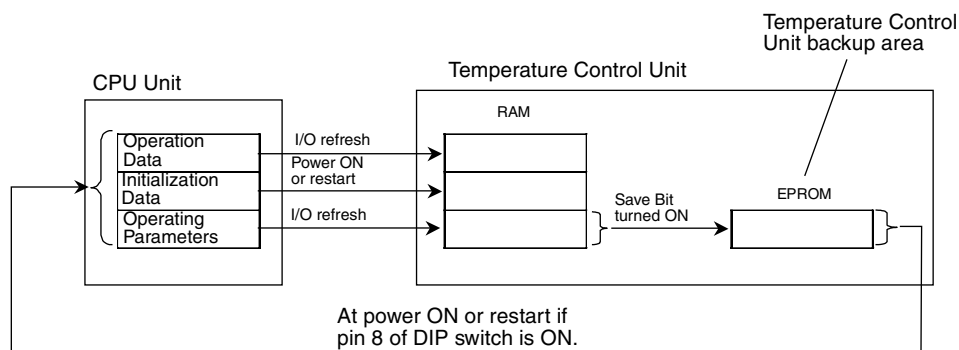 Temperature Control
Unit backup area
CPU Unit
Temperature Control Unit
RAM
Operation
Data
I/O refresh
Initialization
Data
Power ON
or restart
Operating
Parameters
I/O refresh
Save Bit
turned ON
EPROM
At power ON or restart if
pin 8 of DIP switch is ON.